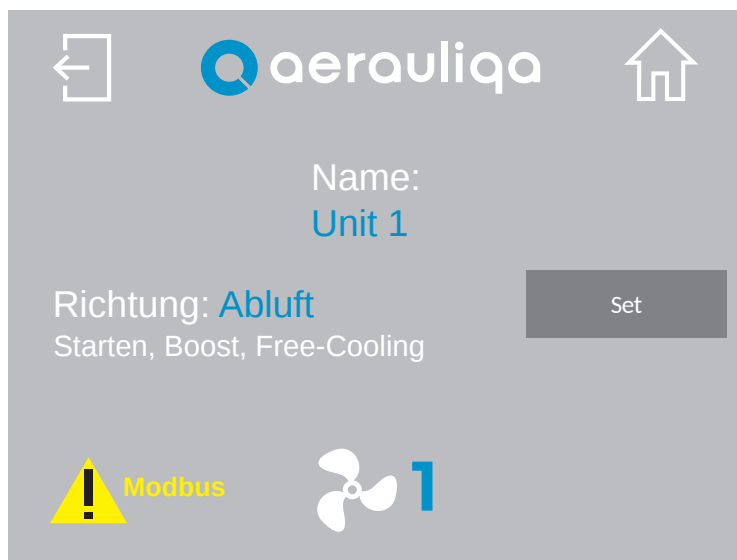 aerauliqa
Name:
Unit 1
Richtung: Abluft
Set
Starten, Boost, Free-Cooling
! Modbus
1